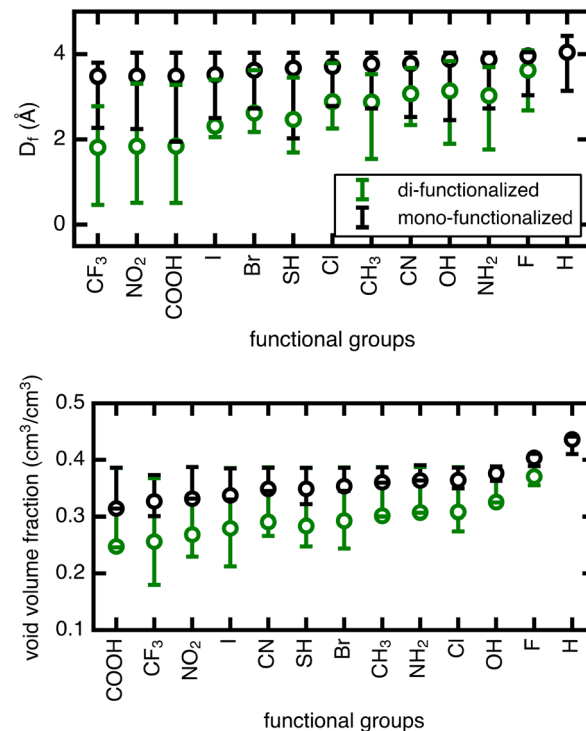 4
2
0
D_f (Å)
di-functionalized
mono-functionalized
CF₃ NO₂ COOH I Br SH Cl CH₃ CN OH NH₂ F H
functional groups
0.5
0.4
0.3
0.2
0.1
void volume fraction (cm³/cm³)
COOH CF₃ NO₂ I CN SH Br CH₃ NH₂ Cl OH F H
functional groups